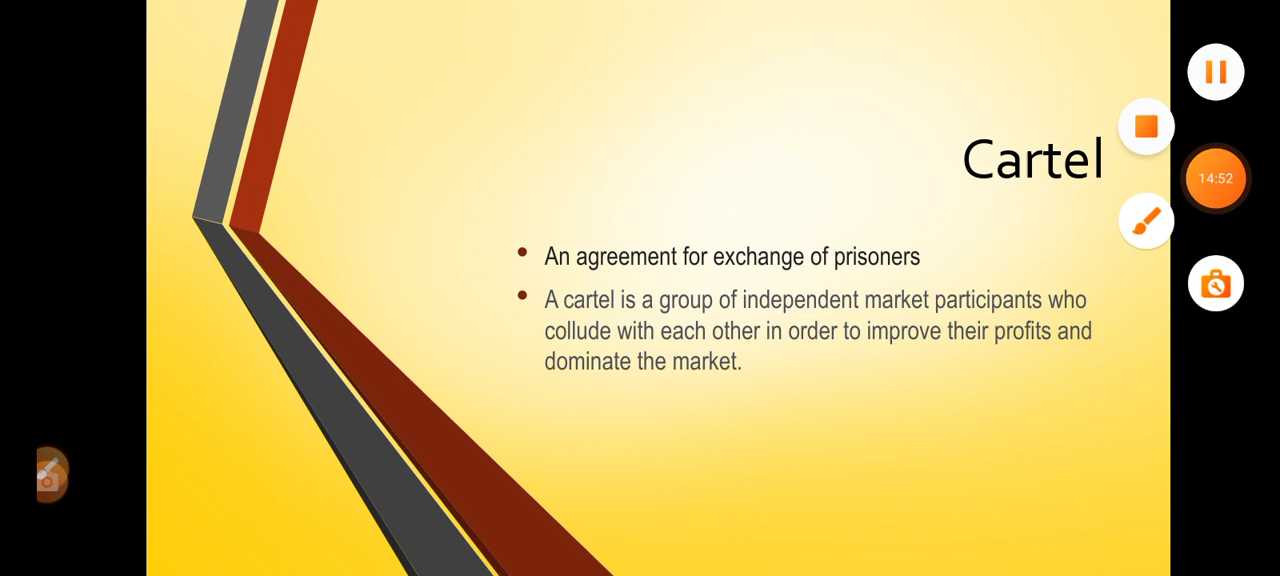 Cartel
14:52
An agreement for exchange of prisoners
A cartel is a group of independent market participants who
collude with each other in order to improve their profits and
dominate the market.